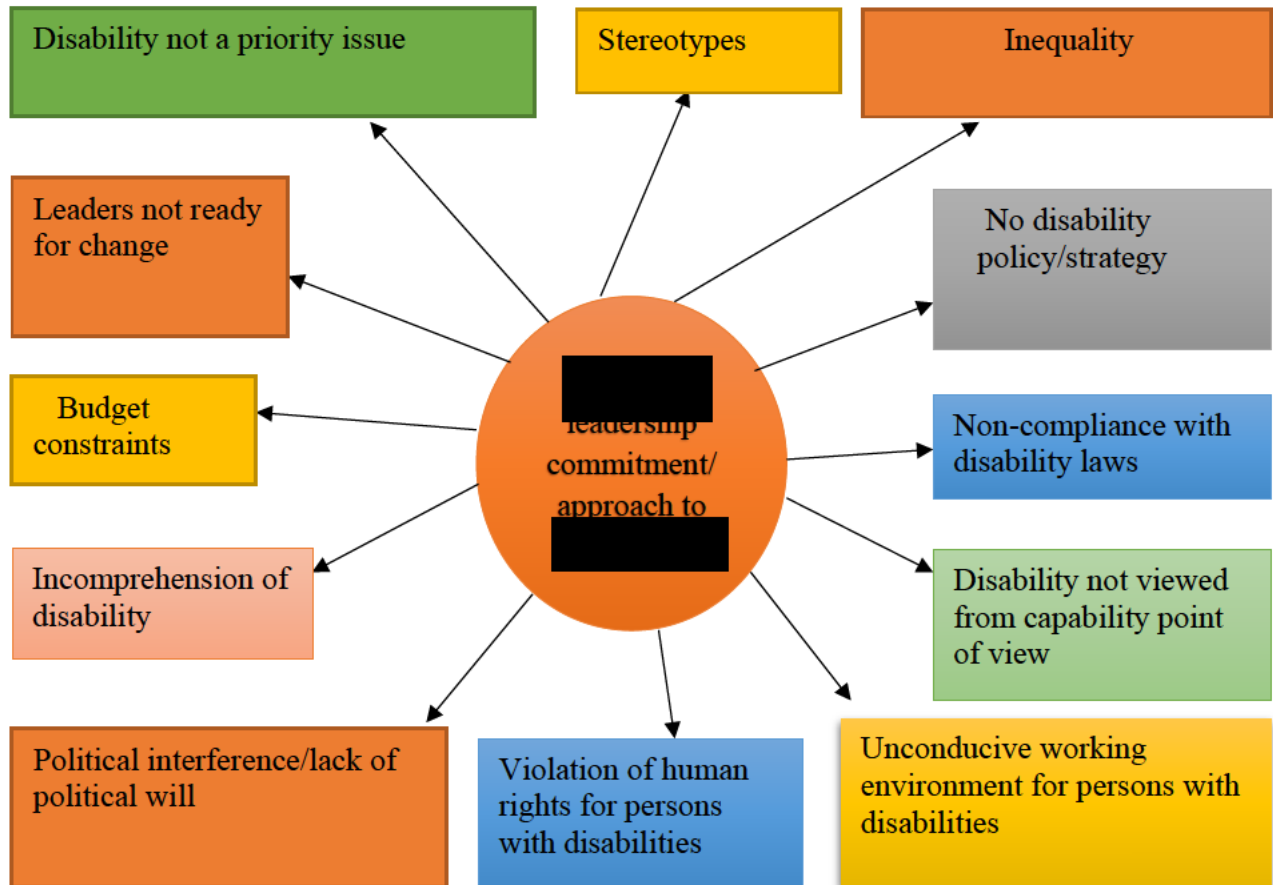 Disability not a priority issue
Stereotypes
Inequality
Leaders not ready
for change
No disability
policy/strategy
leadership
commitment/
approach to
Budget
constraints
Non-compliance with
disability laws
Incomprehension of
disability
Disability not viewed
from capability point
of view
Political interference/lack of
political will
Violation of human
rights for persons
with disabilities
Unconducive working
environment for persons with
disabilities